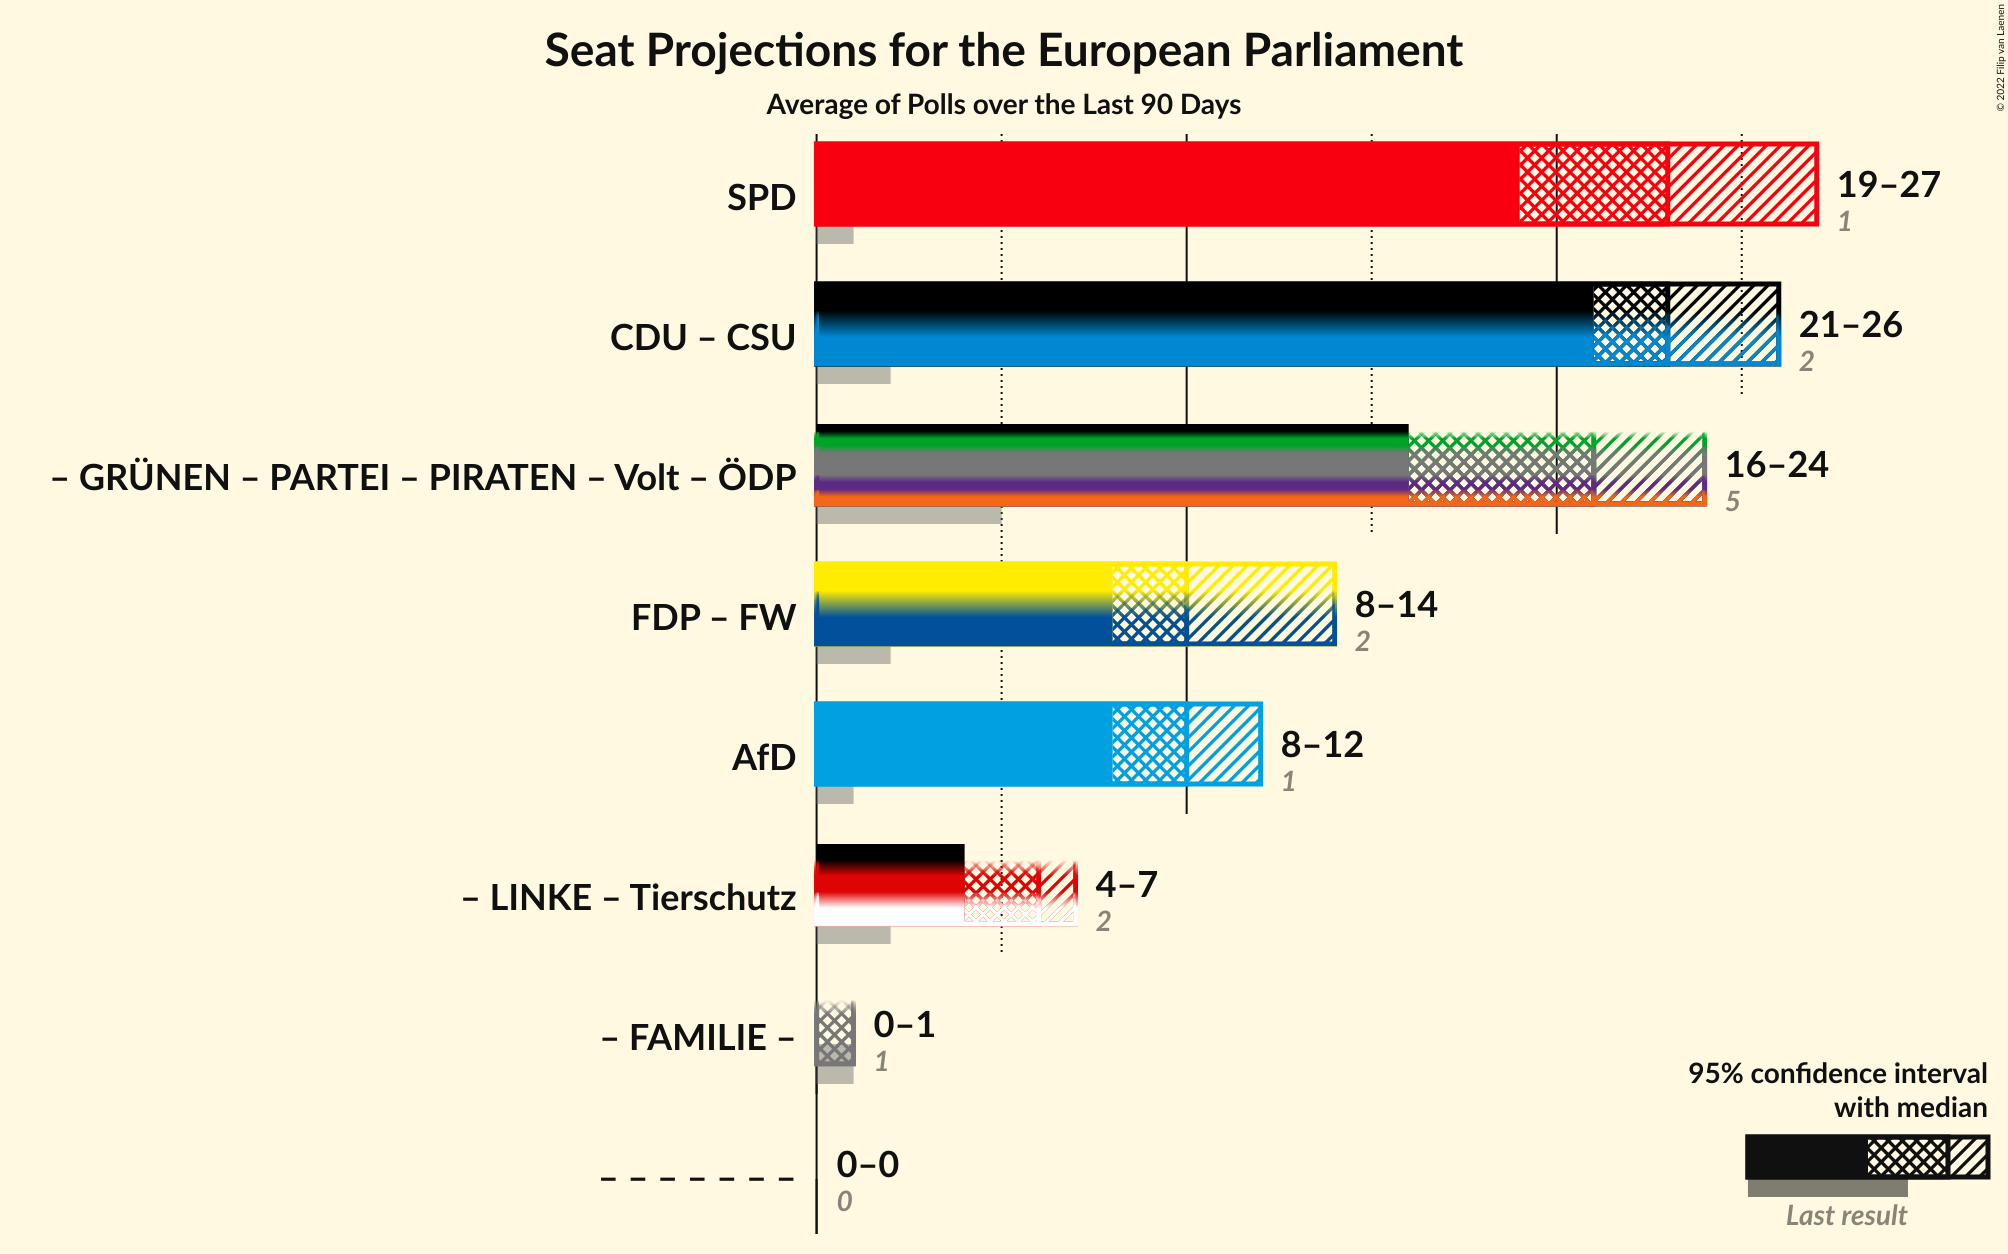 Seat Projections for the European Parliament
Average of Polls over the Last 90 Days
© 2022 Filip van Laenen
SPD
19–27
1
CDU – CSU
21–26
2
– GRÜNEN – PARTEI – PIRATEN – Volt – ÖDP
16–24
5
FDP – FW
8–14
2
AfD
8–12
1
– LINKE – Tierschutz
4–7
2
– FAMILIE –
0–1
1
– – – – – – –
0–0
0
95% confidence interval
with median
Last result